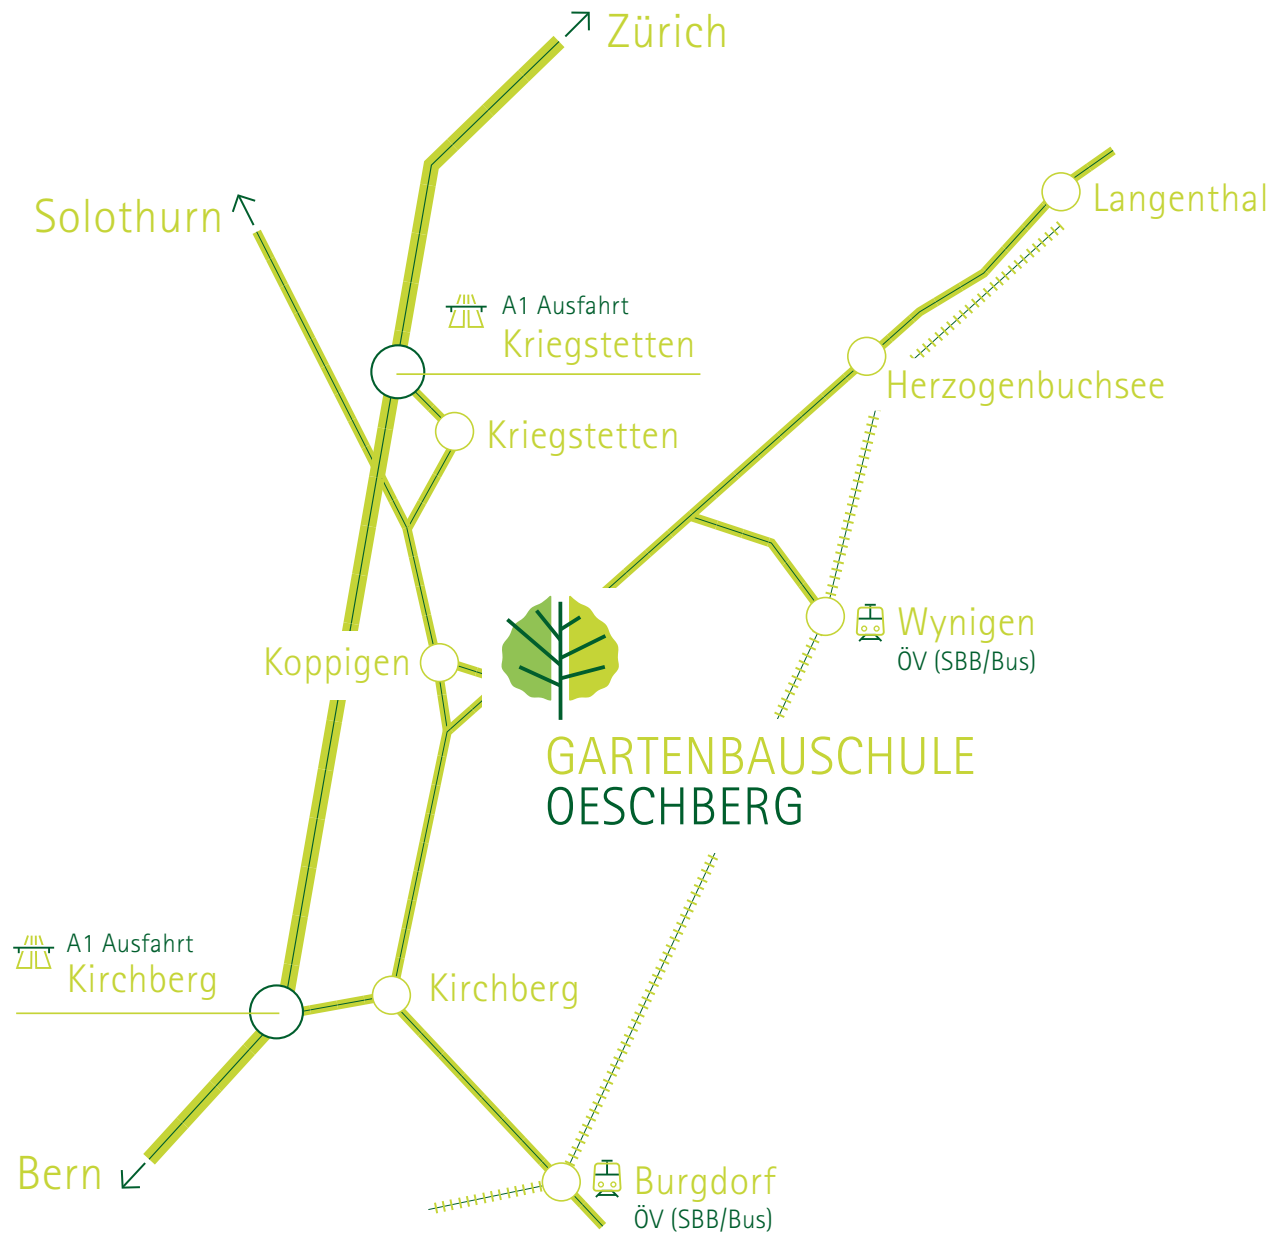 Zürich
Langenthal
Solothurn
A1 Ausfahrt
Kriegstetten
Herzogenbuchsee
Kriegstetten
Wynigen
ÖV (SBB/Bus)
Koppigen
GARTENBAUSCHULE
OESCHBERG
A1 Ausfahrt
Kirchberg
Kirchberg
Bern
Burgdorf
ÖV (SBB/Bus)